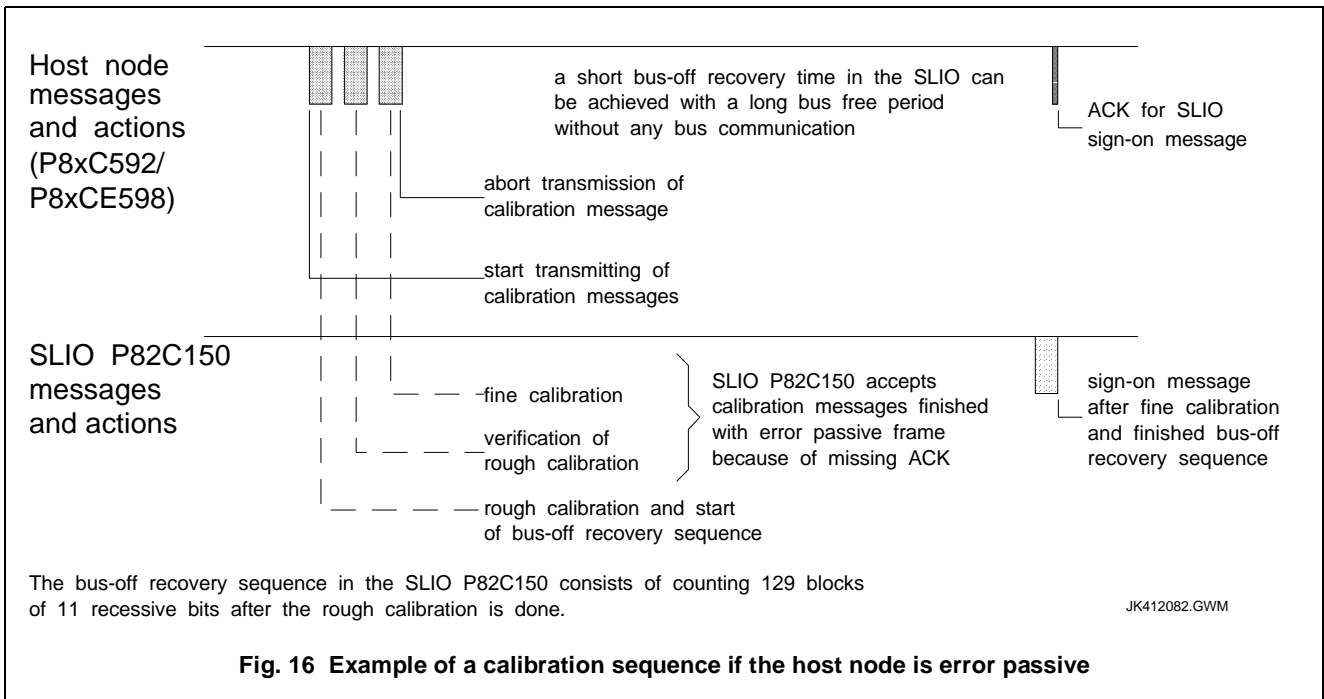 Host node
messages
and actions
(P8xC592/
P8xCE598)
a short bus-off recovery time in the SLIO can
be achieved with a long bus free period
without any bus communication
ACK for SLIO
sign-on message
abort transmission of
calibration message
start transmitting of
calibration messages
SLIO P82C150
messages
and actions
fine calibration
verification of
rough calibration
SLIO P82C150 accepts
calibration messages finished
with error passive frame
because of missing ACK
sign-on message
after fine calibration
and finished bus-off
recovery sequence
rough calibration and start
of bus-off recovery sequence
The bus-off recovery sequence in the SLIO P82C150 consists of counting 129 blocks
of 11 recessive bits after the rough calibration is done.
JK412082.GWM
Fig. 16 Example of a calibration sequence if the host node is error passive